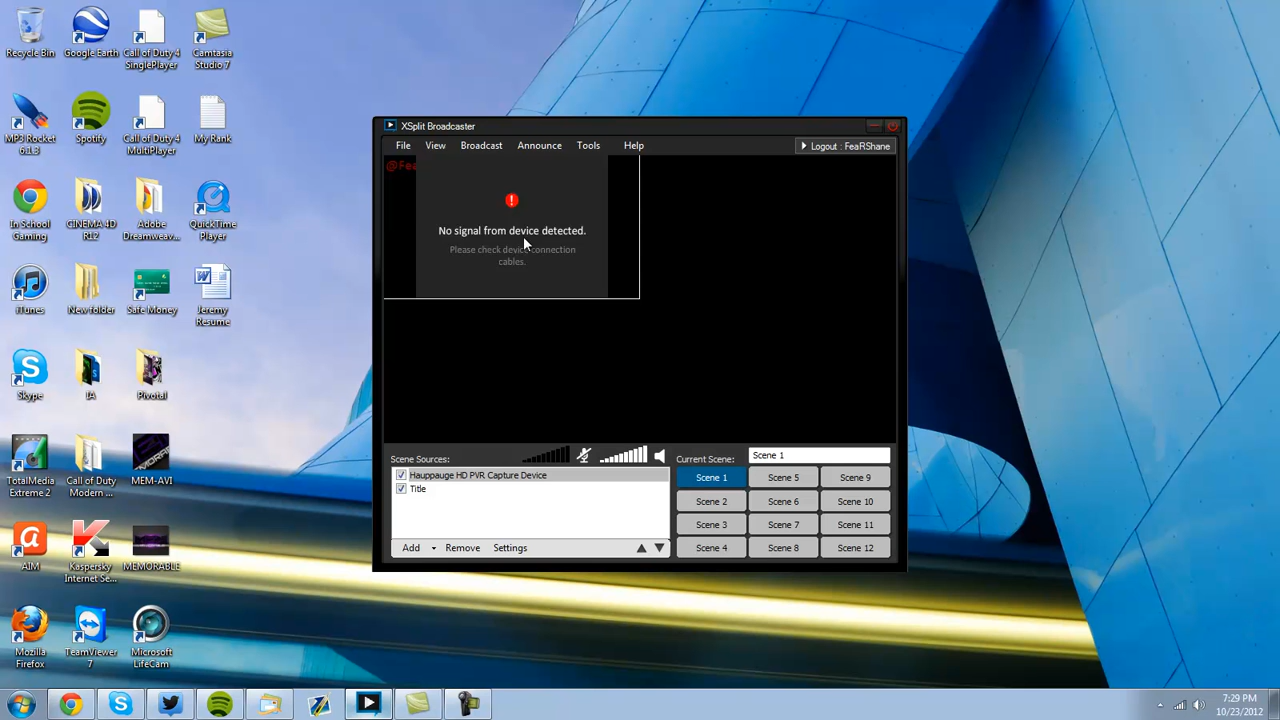 Recycle Bin
Google Earth
Call of Duty 4
SinglePlayer
Camtasia
Studio 7
MP3 Rocket
6.1.3
Spotify
Call of Duty 4
MultiPlayer
My Rank
In School
Gaming
CINEMA 4D
R12
Adobe
Dreamweav...
QuickTime
Player
iTunes
New folder
Safe Money
Jeremy
Resume
Skype
IA
Pivotal
TotalMedia
Extreme 2
Call of Duty
Modern ...
MEM-AVI
AIM
Kaspersky
Internet Se...
MEMORABLE
Mozilla
Firefox
TeamViewer
7
Microsoft
LifeCam
XSplit Broadcaster
File
View
Broadcast
Announce
Tools
Help
Logout : FeaRShane
@Fea
No signal from device detected.
Please check device connection
cables.
Scene Sources:
Current Scene:
Scene 1
Hauppauge HD PVR Capture Device
Title
Scene 1
Scene 5
Scene 9
Scene 2
Scene 6
Scene 10
Scene 3
Scene 7
Scene 11
Scene 4
Scene 8
Scene 12
Add
Remove
Settings
7:29 PM
10/23/2012